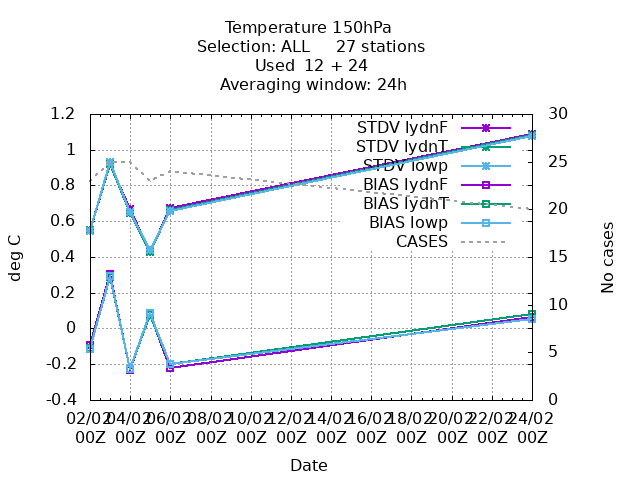 Temperature 150hPa
Selection: ALL 27 stations
Used 12 + 24
Averaging window: 24h
1.2
1
0.8
0.6
0.4
0.2
0
-0.2
-0.4
deg C
30
25
20
15
10
5
0
No cases
STDV lydnF
STDV lydnT
STDV lowp
BIAS lydnF
BIAS lydnT
BIAS lowp
CASES
02/02 04/02 06/02 08/02 10/02 12/02 14/02 16/02 18/02 20/02 22/02 24/02
00Z 00Z 00Z 00Z 00Z 00Z 00Z 00Z 00Z 00Z 00Z 00Z
Date